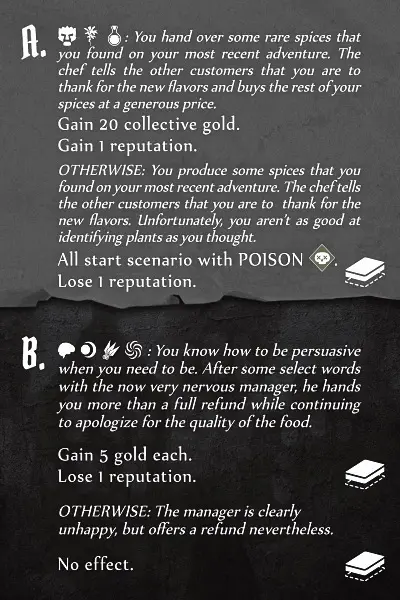 A. : You hand over some rare spices that
you found on your most recent adventure. The
chef tells the other customers that you are to
thank for the new flavors and buys the rest of your
spices at a generous price.
Gain 20 collective gold.
Gain 1 reputation.
OTHERWISE: You produce some spices that you
found on your most recent adventure. The chef tells
the other customers that you are to thank for the
new flavors. Unfortunately, you aren't as good at
identifying plants as you thought.
All start scenario with POISON .
Lose 1 reputation.
B. : You know how to be persuasive
when you need to be. After some select words
with the now very nervous manager, he hands
you more than a full refund while continuing
to apologize for the quality of the food.
Gain 5 gold each.
Lose 1 reputation.
OTHERWISE: The manager is clearly
unhappy, but offers a refund nevertheless.
No effect.